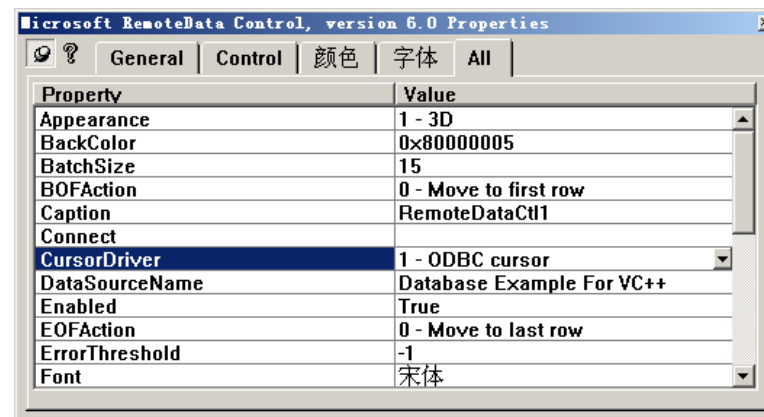 Microsoft RemoteData Control, version 6.0 Properties
? General Control 颜色 字体 All
Property Value
Appearance 1 - 3D
BackColor 0x80000005
BatchSize 15
BOFAction 0 - Move to first row
Caption RemoteDataCtl1
Connect
CursorDriver 1 - ODBC cursor
DataSourceName Database Example For VC++
Enabled True
EOFAction 0 - Move to last row
ErrorThreshold -1
Font 宋体